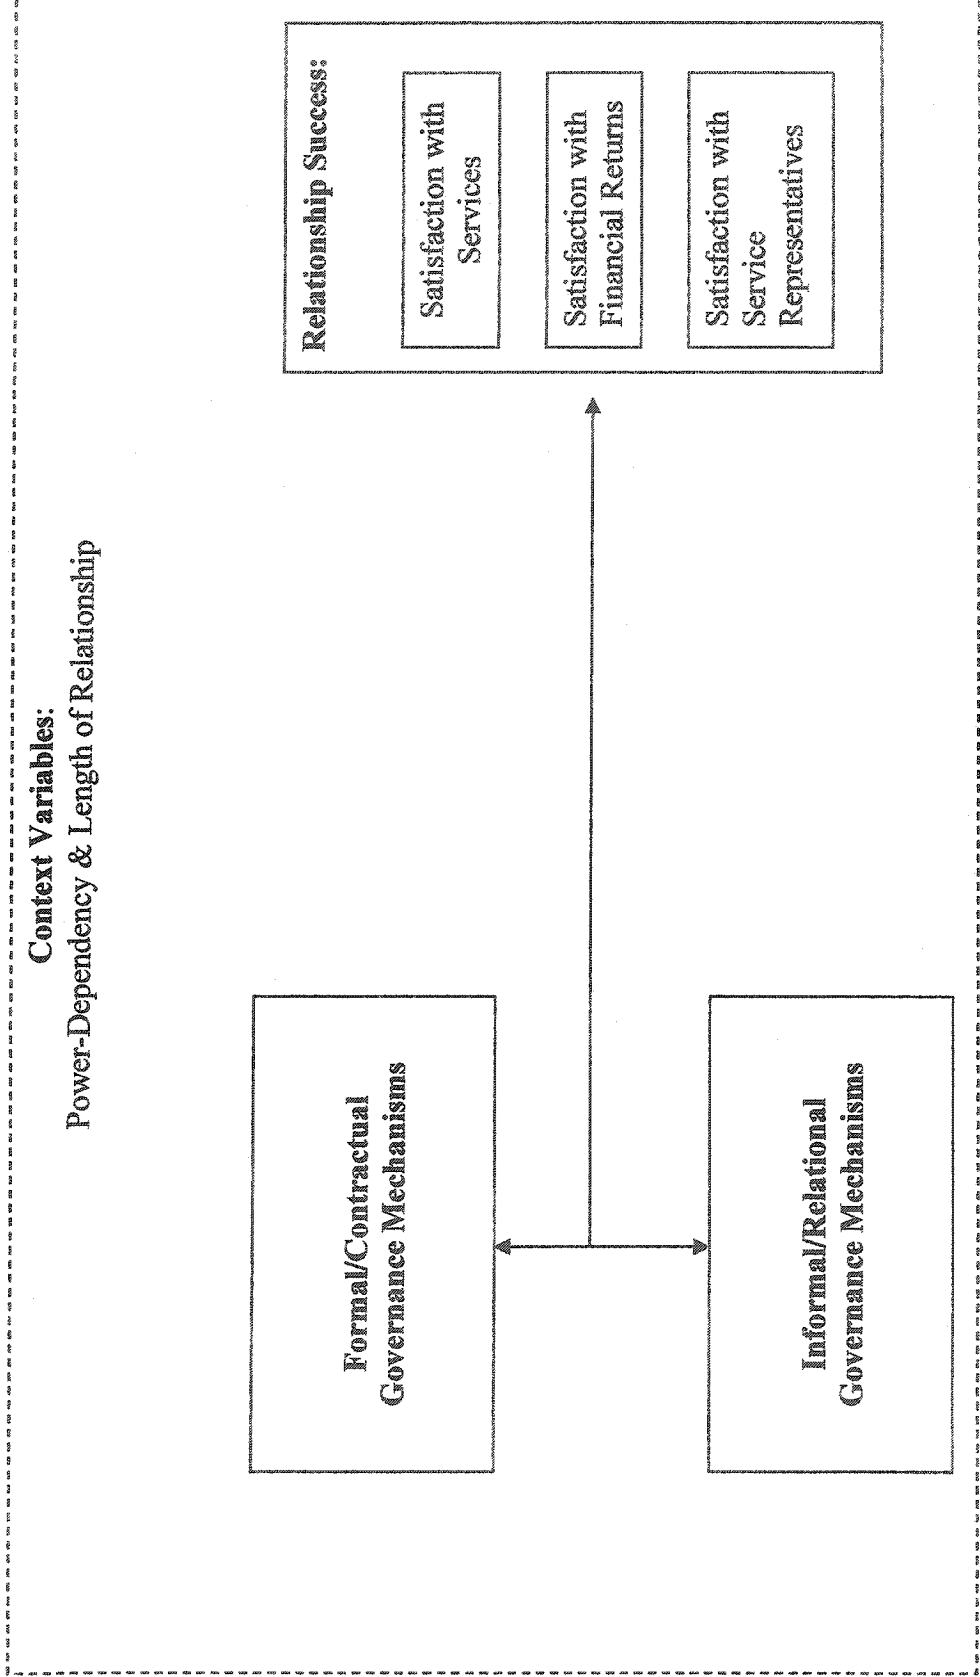 Context Variables:
Power-Dependency & Length of Relationship
Formal/Contractual
Governance Mechanisms
Informal/Relational
Governance Mechanisms
Relationship Success:
Satisfaction with
Services
Satisfaction with
Financial Returns
Satisfaction with
Service
Representatives